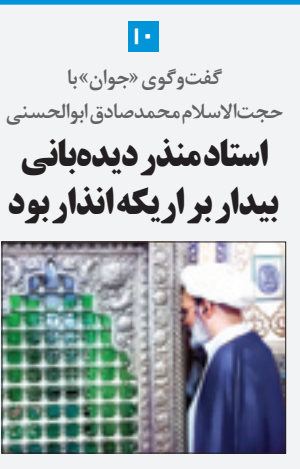 ۱۰
گفت‌وگوی «جوان» با
حجت‌الاسلام محمدصادق ابوالحسنی
استاد منذر دیده‌بانی
بیدار بر اریکه انذار بود